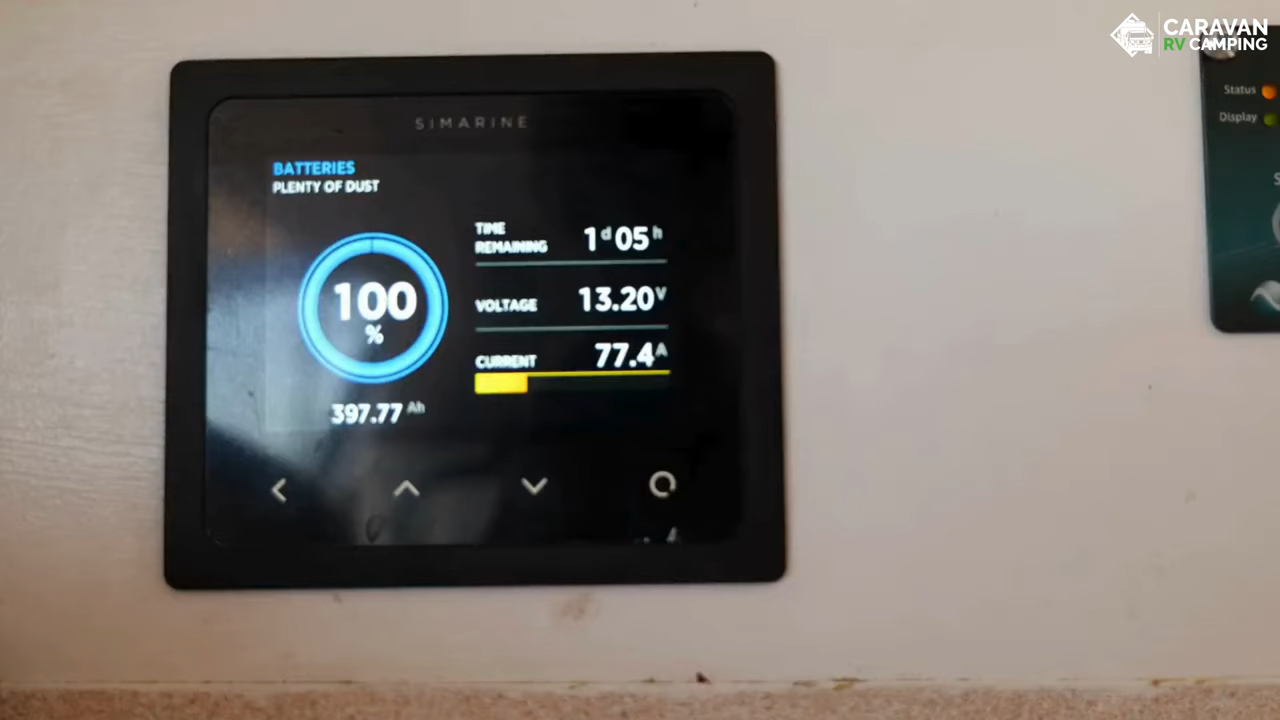 CARAVAN
RV CAMPING
Status
Display
SIMARINE
BATTERIES
PLENTY OF DUST
TIME
REMAINING 1d 05h
100
%
VOLTAGE 13.20V
CURRENT 77.4A
397.77 Ah